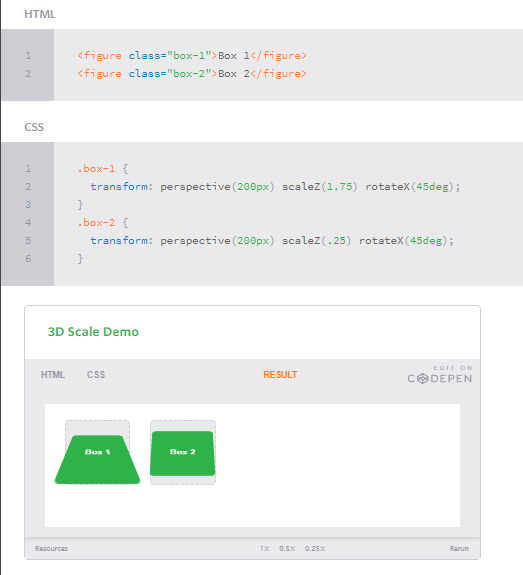 HTML
1 <figure class="box-1">Box 1</figure>
2 <figure class="box-2">Box 2</figure>
CSS
1 .box-1 {
2 transform: perspective(200px) scaleZ(1.75) rotateX(45deg);
3 }
4 .box-2 {
5 transform: perspective(200px) scaleZ(.25) rotateX(45deg);
6 }
3D Scale Demo
HTML CSS RESULT EDIT ON
CODEPEN
Box 1 Box 2
Resources 1X 0.5X 0.25X Rerun